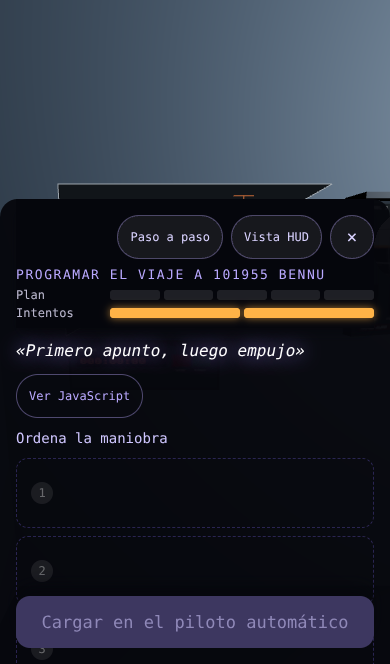 Paso a paso
Vista HUD
×
PROGRAMAR EL VIAJE A 101955 BENNU
Plan
Intentos
«Primero apunto, luego empujo»
Ver JavaScript
Ordena la maniobra
1
2
Cargar en el piloto automático
3